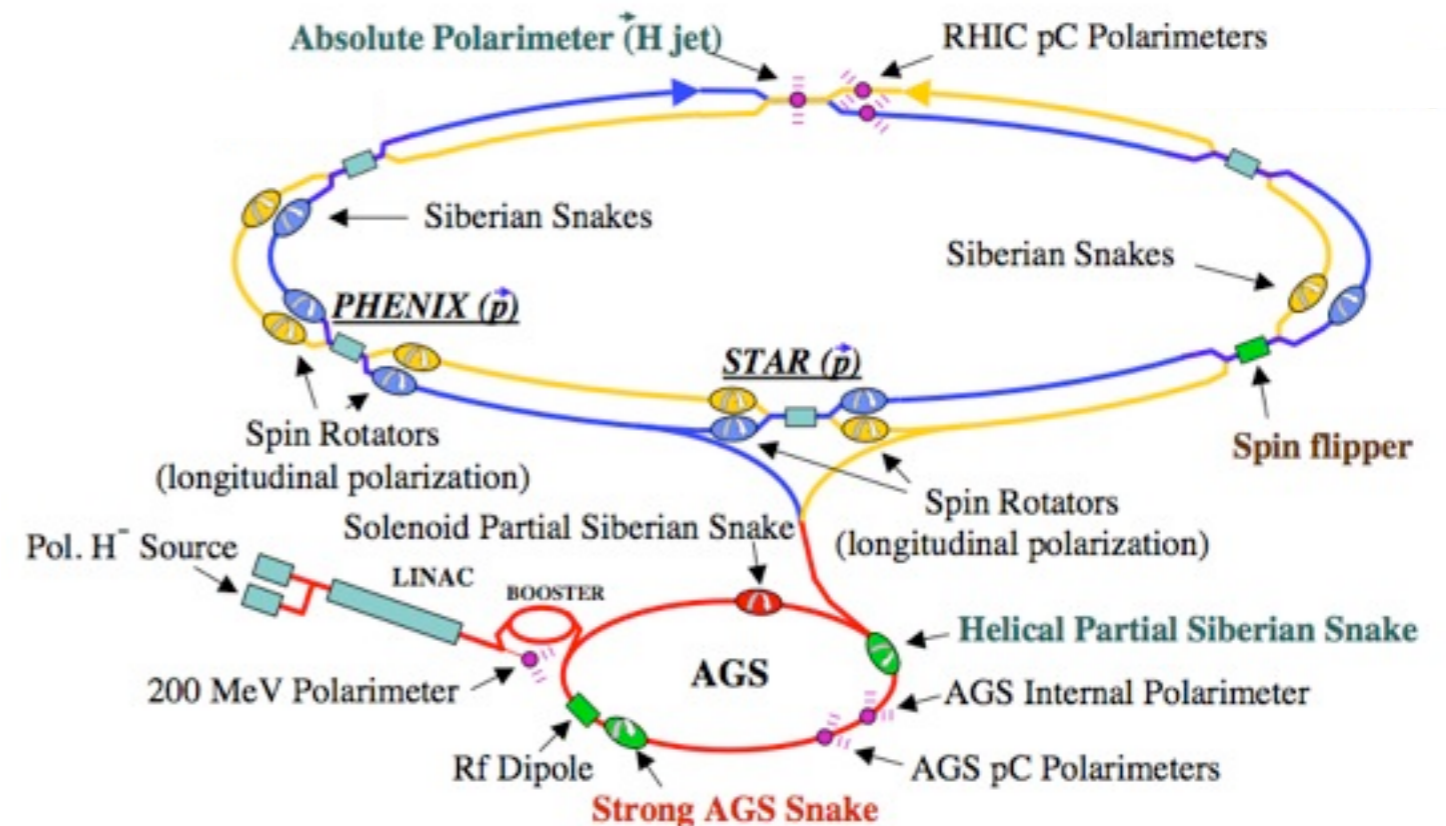 Absolute Polarimeter (H⃗ jet)
RHIC pC Polarimeters
Siberian Snakes
Siberian Snakes
PHENIX (p⃗)
STAR (p⃗)
Spin Rotators
(longitudinal polarization)
Spin flipper
Spin Rotators
(longitudinal polarization)
Solenoid Partial Siberian Snake
Pol. H⁻ Source
LINAC
BOOSTER
Helical Partial Siberian Snake
AGS
200 MeV Polarimeter
AGS Internal Polarimeter
Rf Dipole
AGS pC Polarimeters
Strong AGS Snake